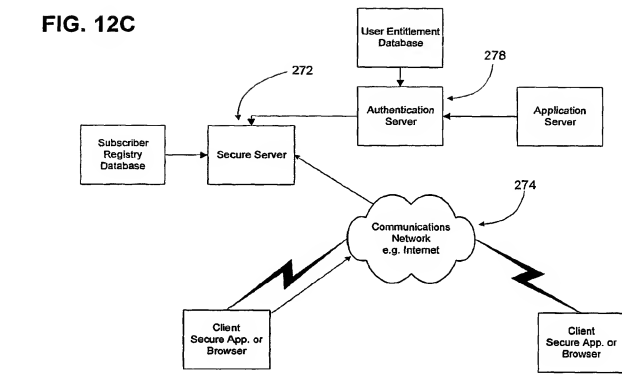 FIG. 12C
User Entitlement
Database
278
272
Authentication
Server
Application
Server
Subscriber
Registry
Database
Secure Server
274
Communications
Network
e.g. Internet
Client
Secure App. or
Browser
Client
Secure App. or
Browser